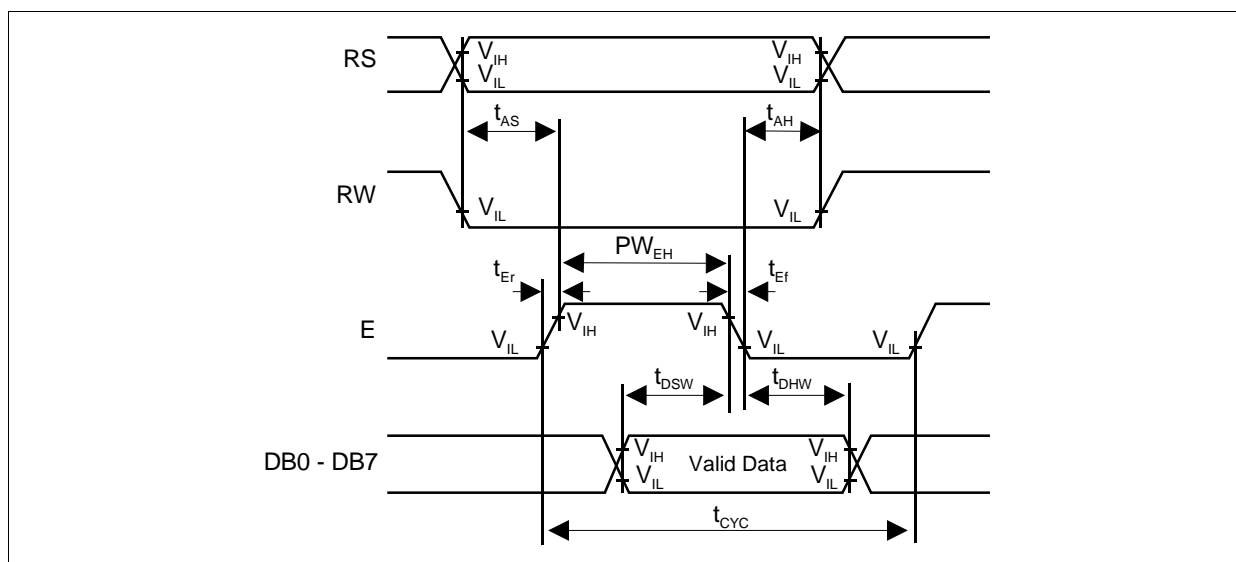 RS
V_IH
V_IH
V_IL
V_IL
t_AS
t_AH
RW
V_IL
V_IL
PW_EH
t_Er
t_Ef
E
V_IH
V_IH
V_IL
V_IL
V_IL
t_DSW
t_DHW
DB0 - DB7
V_IH
Valid Data
V_IH
V_IL
V_IL
t_CYC